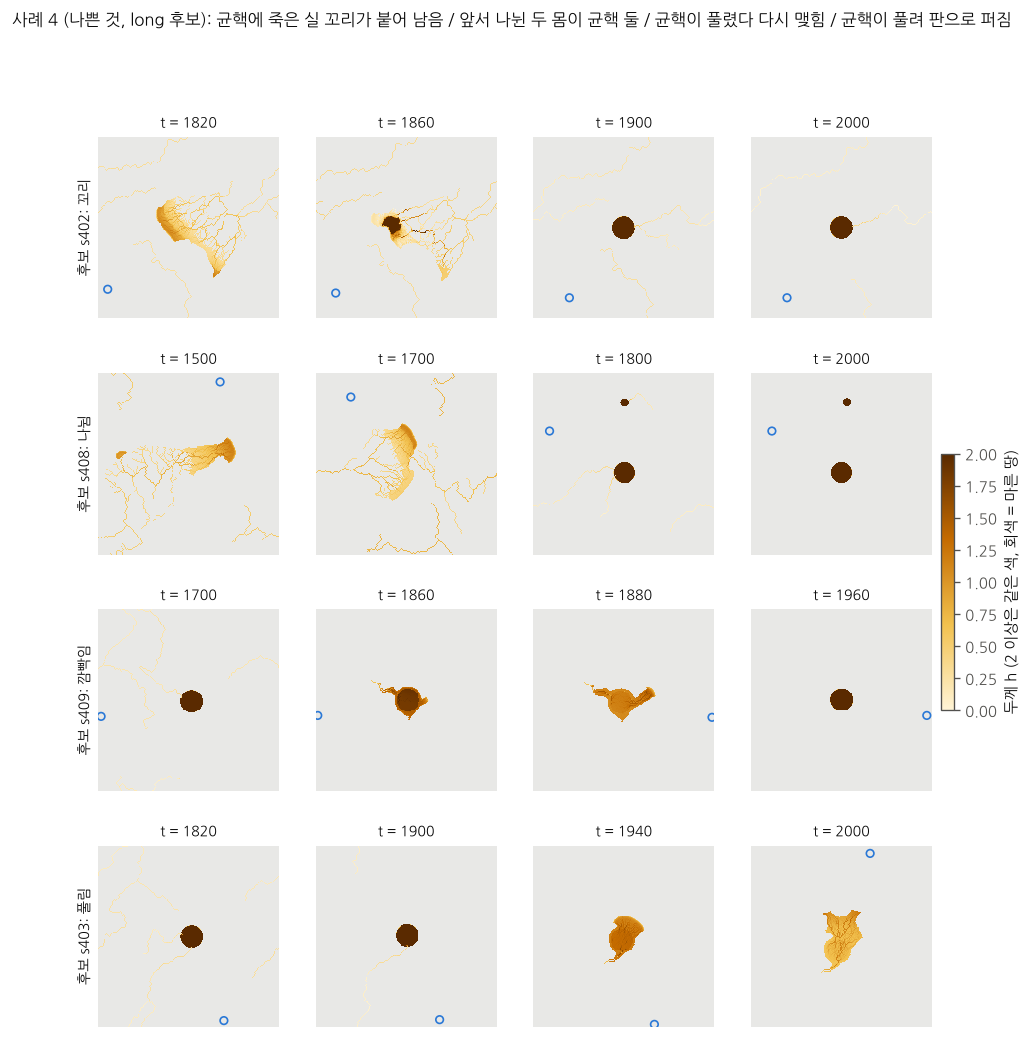 사례 4 (나쁜 것, long 후보): 균핵에 죽은 실 꼬리가 붙어 남음 / 앞서 나뉜 두 몸이 균핵 둘 / 균핵이 풀렸다 다시 맺힘 / 균핵이 풀려 판으로 퍼짐
t = 1820
t = 1860
t = 1900
t = 2000
후보 s402: 꼬리
t = 1500
t = 1700
t = 1800
t = 2000
후보 s408: 나뉨
t = 1700
t = 1860
t = 1880
t = 1960
후보 s409: 깜빡임
t = 1820
t = 1900
t = 1940
t = 2000
후보 s403: 풀림
2.00
1.75
1.50
1.25
1.00
0.75
0.50
0.25
0.00
두께 h (2 이상은 같은 색, 회색 = 마른 땅)